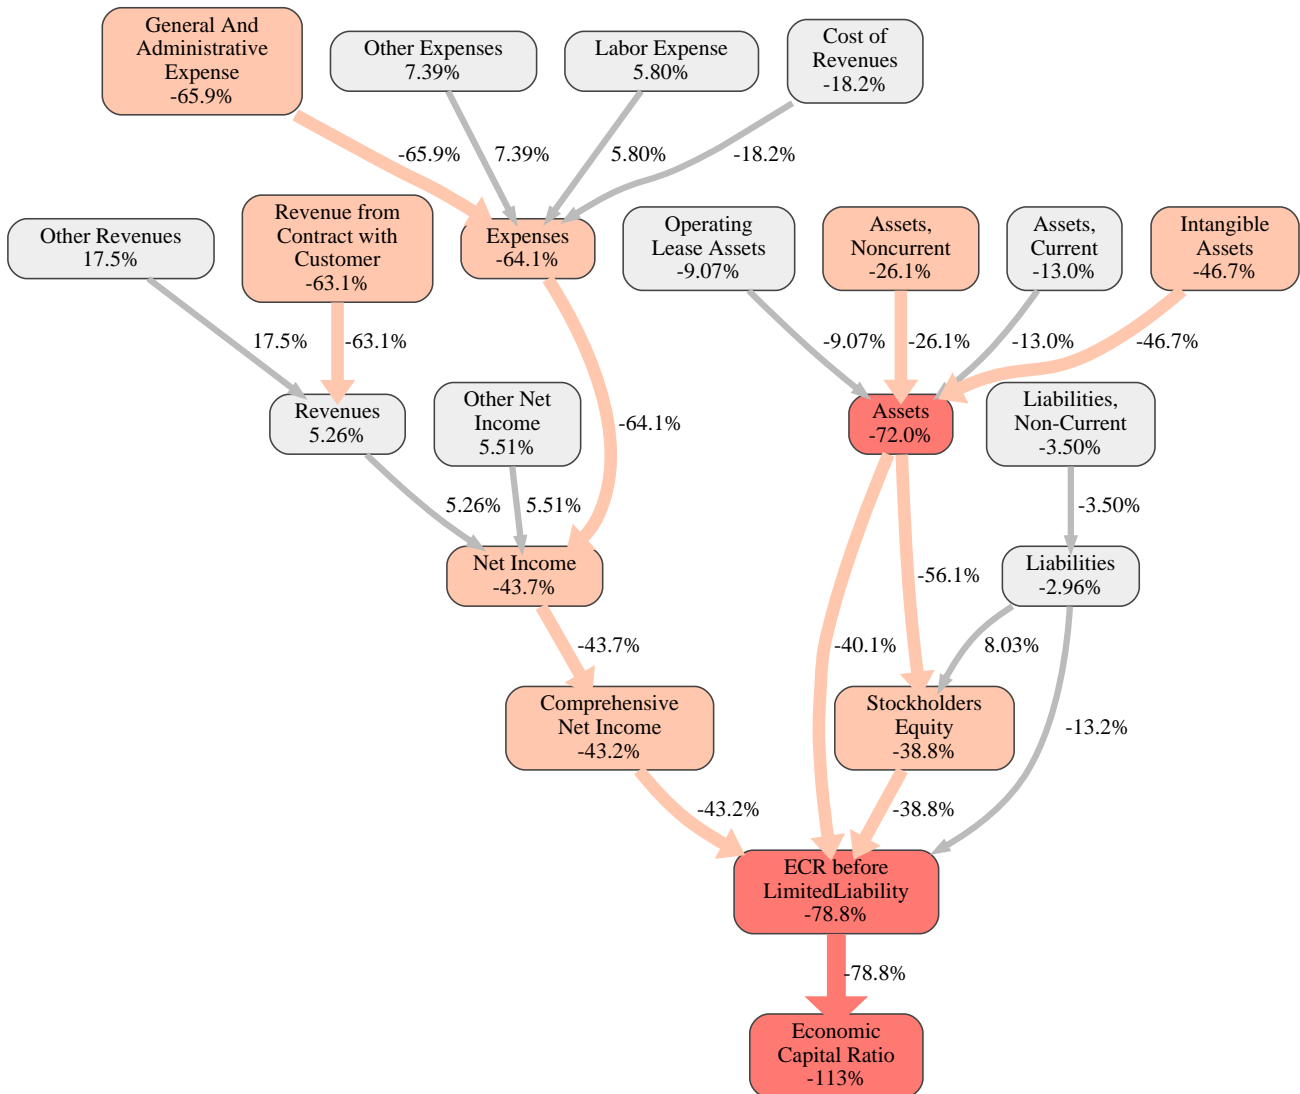 General And
Administrative
Expense
-65.9%
Other Expenses
7.39%
Labor Expense
5.80%
Cost of
Revenues
-18.2%
-65.9%
7.39%
5.80%
-18.2%
Other Revenues
17.5%
Revenue from
Contract with
Customer
-63.1%
Expenses
-64.1%
Operating
Lease Assets
-9.07%
Assets,
Noncurrent
-26.1%
Assets,
Current
-13.0%
Intangible
Assets
-46.7%
17.5%
-63.1%
-9.07%
-26.1%
-13.0%
-46.7%
Revenues
5.26%
Other Net
Income
5.51%
-64.1%
Assets
-72.0%
Liabilities,
Non-Current
-3.50%
5.26%
5.51%
-3.50%
Net Income
-43.7%
-56.1%
Liabilities
-2.96%
-43.7%
-40.1%
8.03%
Comprehensive
Net Income
-43.2%
Stockholders
Equity
-38.8%
-13.2%
-43.2%
-38.8%
ECR before
LimitedLiability
-78.8%
-78.8%
Economic
Capital Ratio
-113%